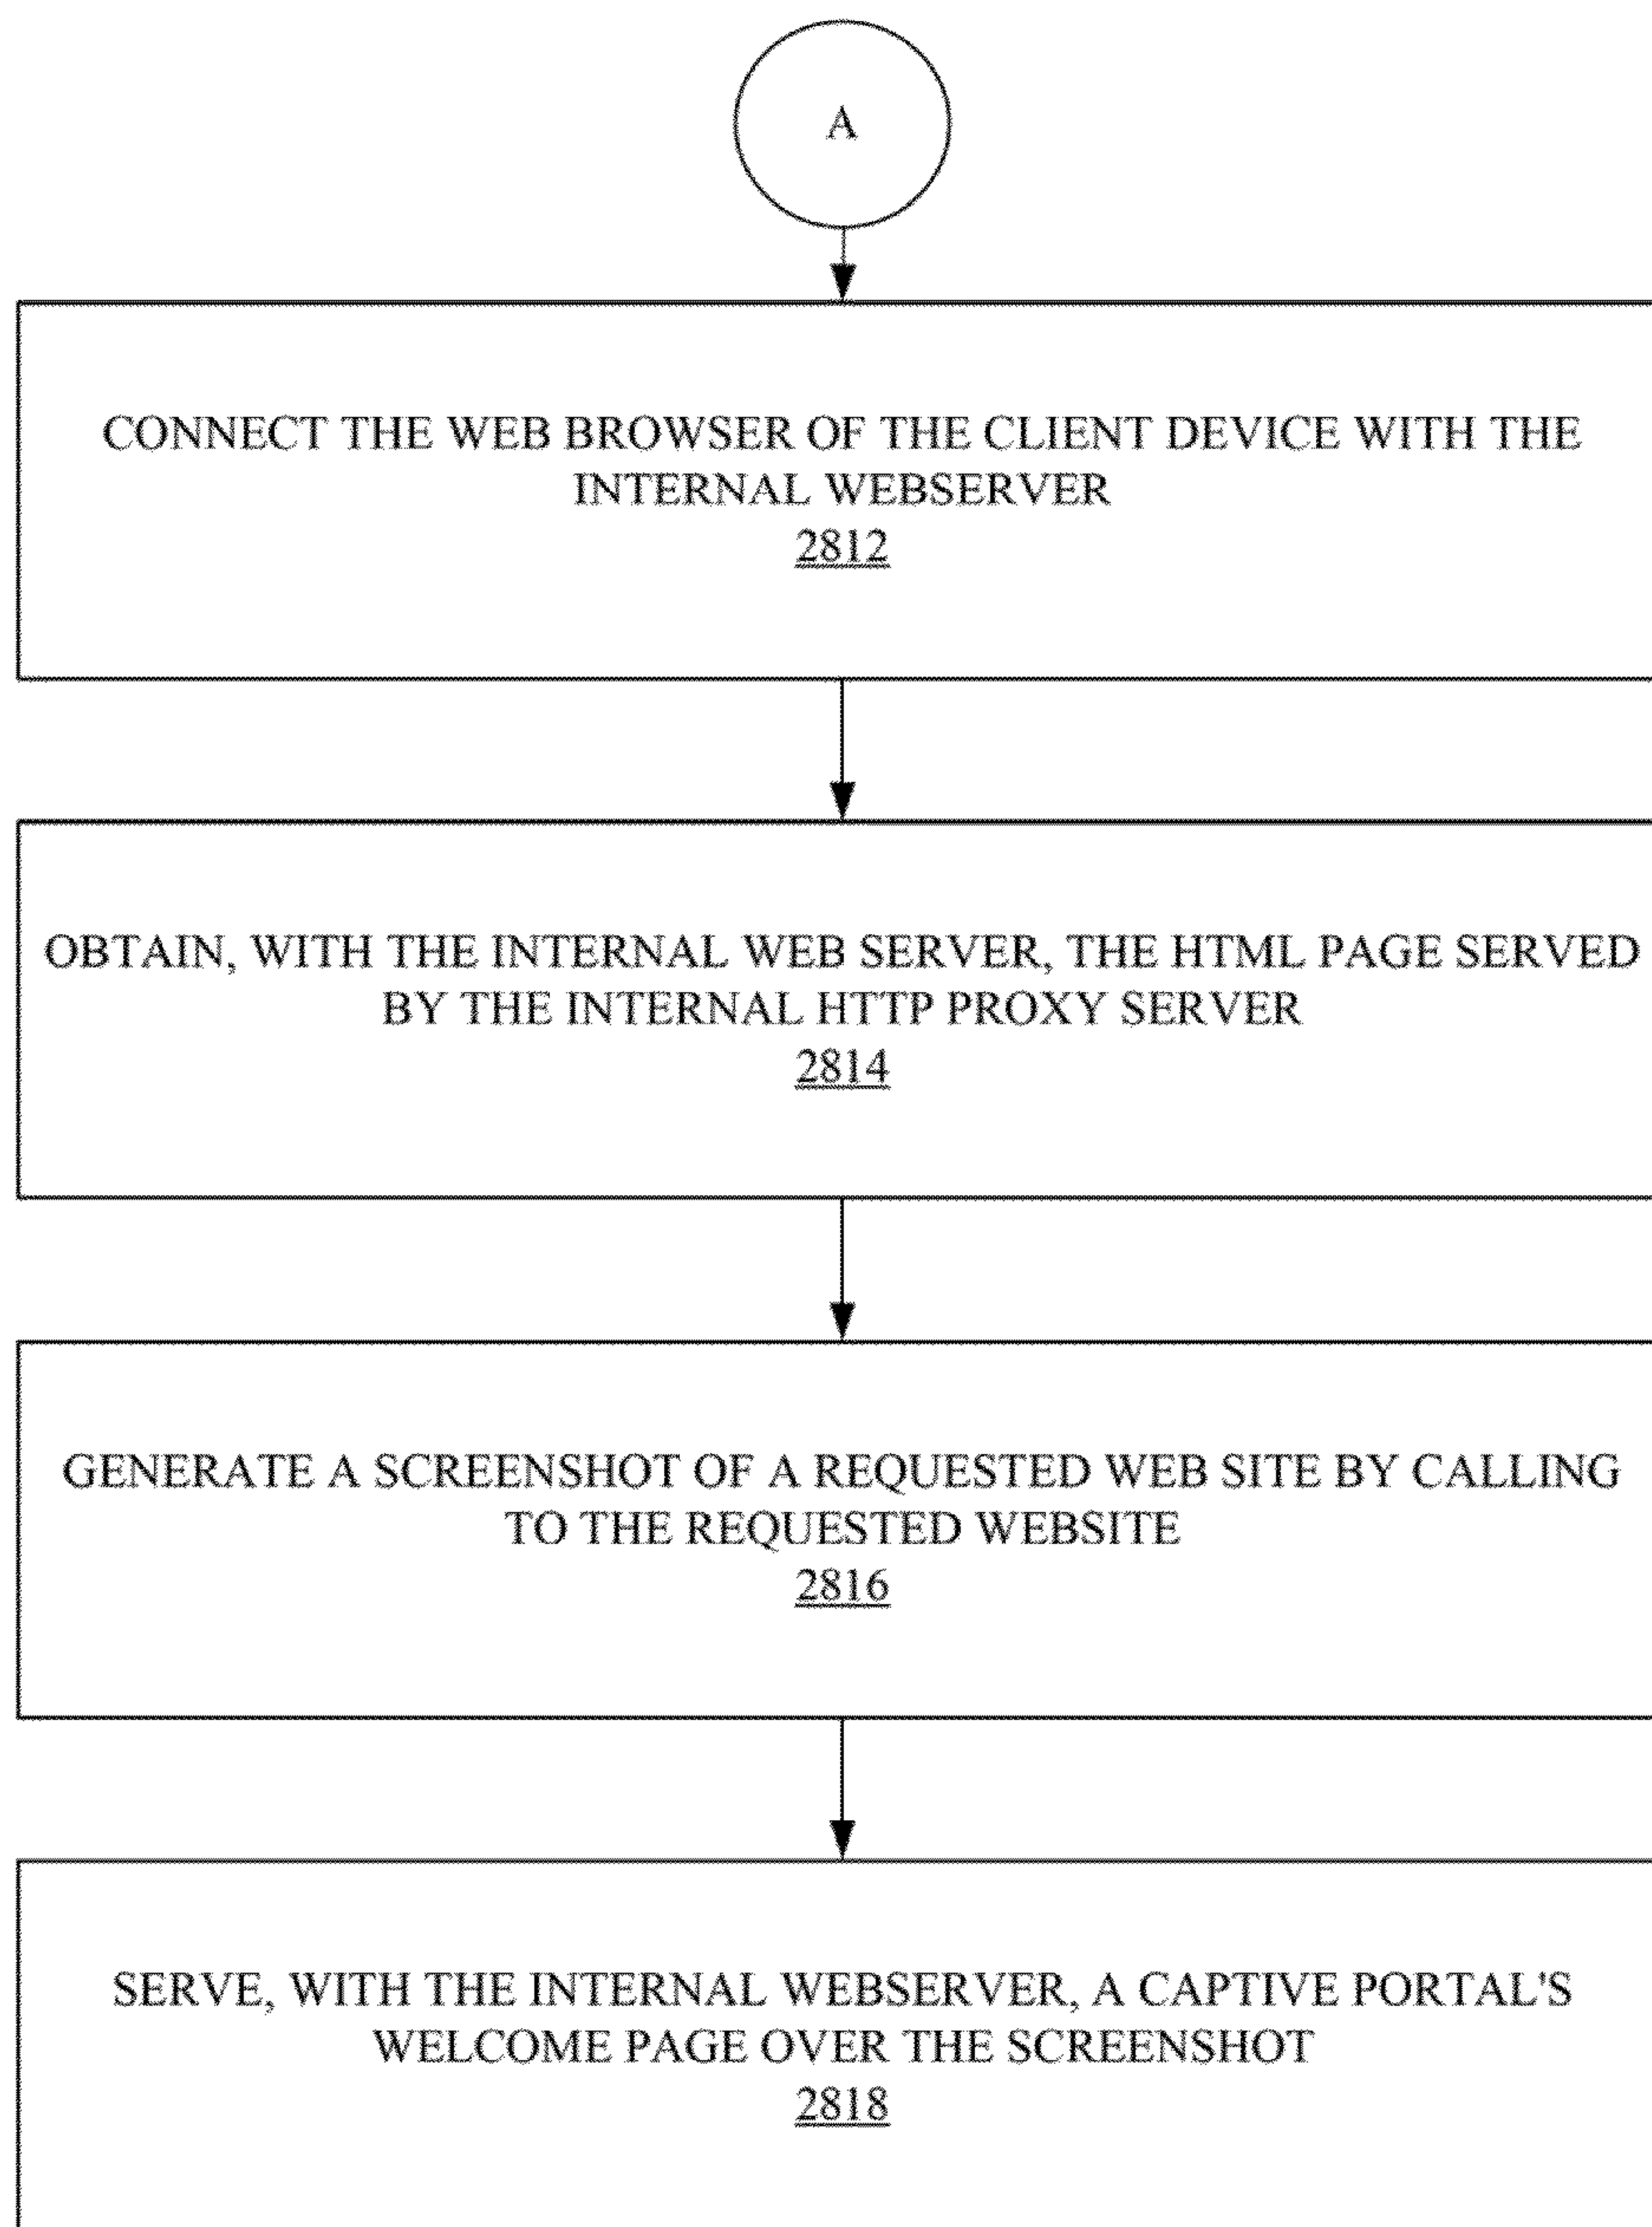 A
CONNECT THE WEB BROWSER OF THE CLIENT DEVICE WITH THE
INTERNAL WEBSERVER
2812
OBTAIN, WITH THE INTERNAL WEB SERVER, THE HTML PAGE SERVED
BY THE INTERNAL HTTP PROXY SERVER
2814
GENERATE A SCREENSHOT OF A REQUESTED WEB SITE BY CALLING
TO THE REQUESTED WEBSITE
2816
SERVE, WITH THE INTERNAL WEBSERVER, A CAPTIVE PORTAL'S
WELCOME PAGE OVER THE SCREENSHOT
2818